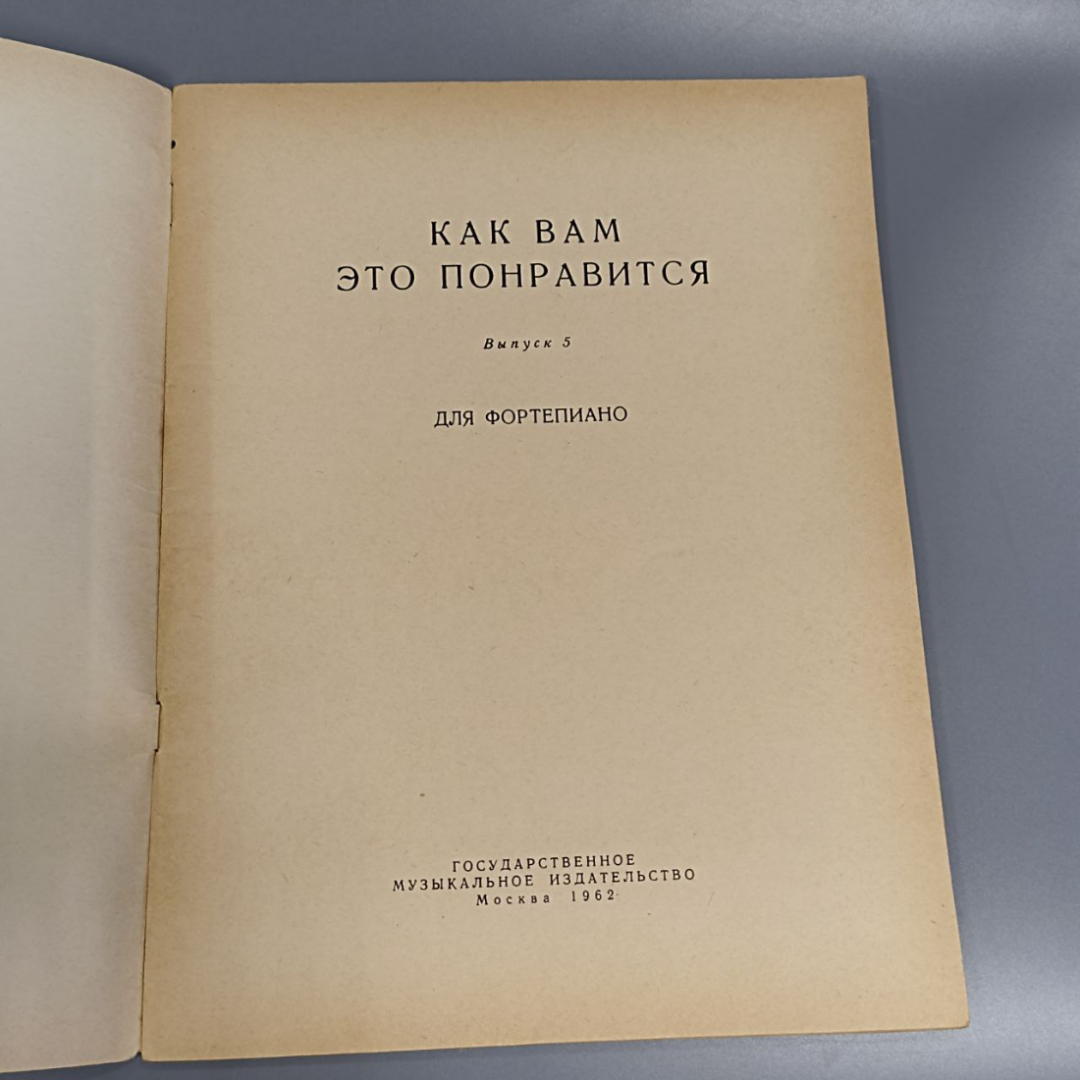 КАК ВАМ
ЭТО ПОНРАВИТСЯ
Выпуск 5
ДЛЯ ФОРТЕПИАНО
ГОСУДАРСТВЕННОЕ
МУЗЫКАЛЬНОЕ ИЗДАТЕЛЬСТВО
Москва 1962